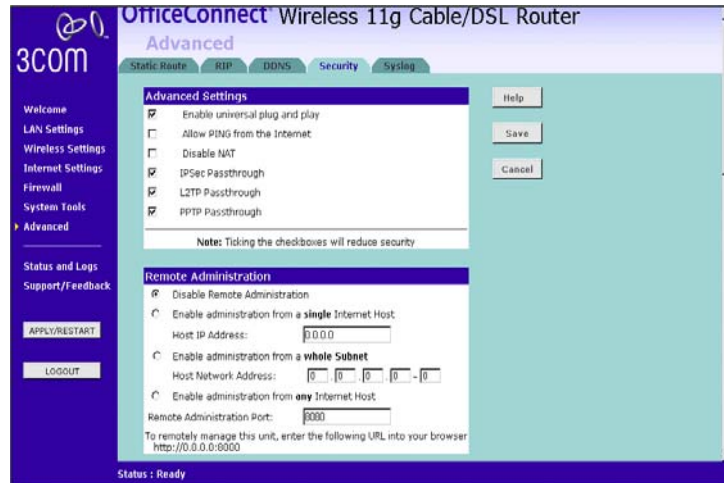 OfficeConnect® Wireless 11g Cable/DSL Router
Advanced
3com
Static Route RIP DDNS Security Syslog
Welcome
LAN Settings
Wireless Settings
Internet Settings
Firewall
System Tools
Advanced
Status and Logs
Support/Feedback
APPLY/RESTART
LOGOUT
Advanced Settings
Enable universal plug and play
Allow PING from the Internet
Disable NAT
IPSec Passthrough
L2TP Passthrough
PPTP Passthrough
Note: Ticking the checkboxes will reduce security
Help
Save
Cancel
Remote Administration
Disable Remote Administration
Enable administration from a single Internet Host
Host IP Address: 0.0.0.0
Enable administration from a whole Subnet
Host Network Address: 0 . 0 . 0 . 0 - 0
Enable administration from any Internet Host
Remote Administration Port: 8080
To remotely manage this unit, enter the following URL into your browser
http://0.0.0.0:8000
Status : Ready